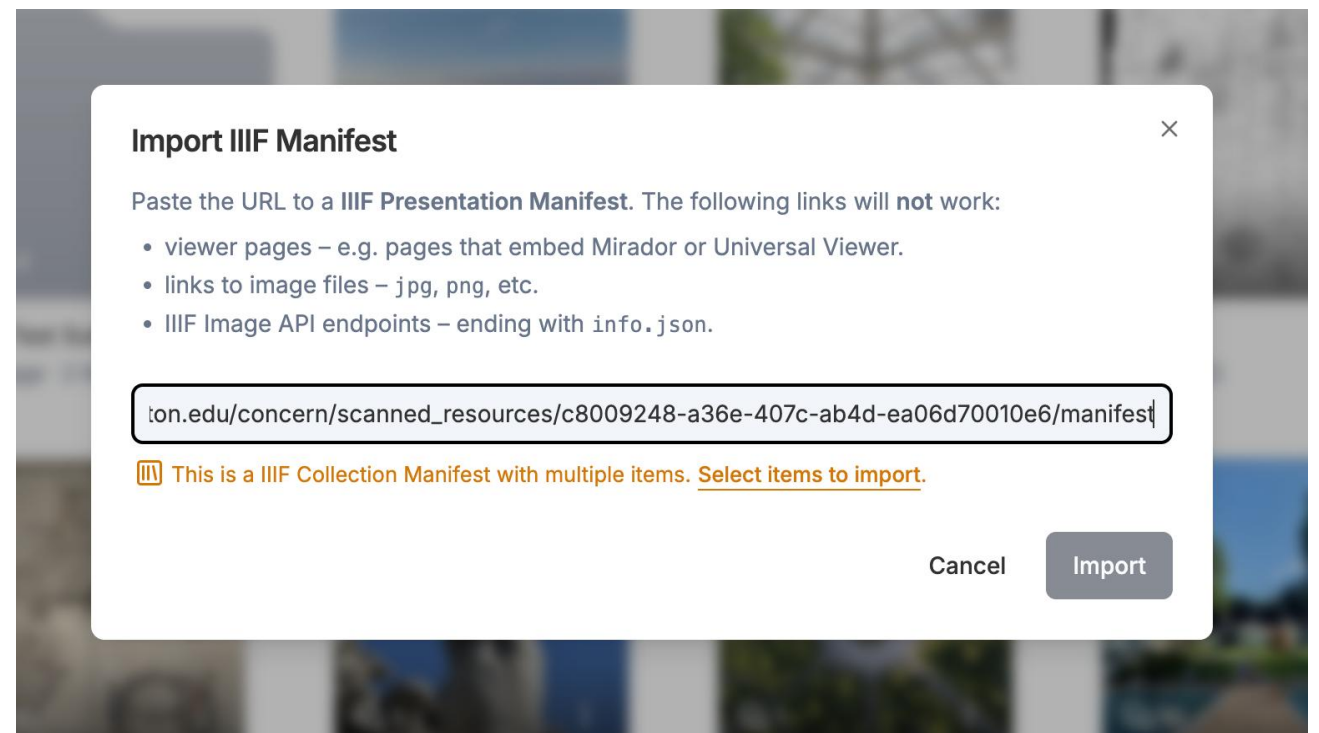 Import IIIF Manifest
Paste the URL to a IIIF Presentation Manifest. The following links will not work:
• viewer pages – e.g. pages that embed Mirador or Universal Viewer.
• links to image files – jpg, png, etc.
• IIIF Image API endpoints – ending with info.json.
ton.edu/concern/scanned_resources/c8009248-a36e-407c-ab4d-ea06d70010e6/manifest
This is a IIIF Collection Manifest with multiple items. Select items to import.
Cancel
Import